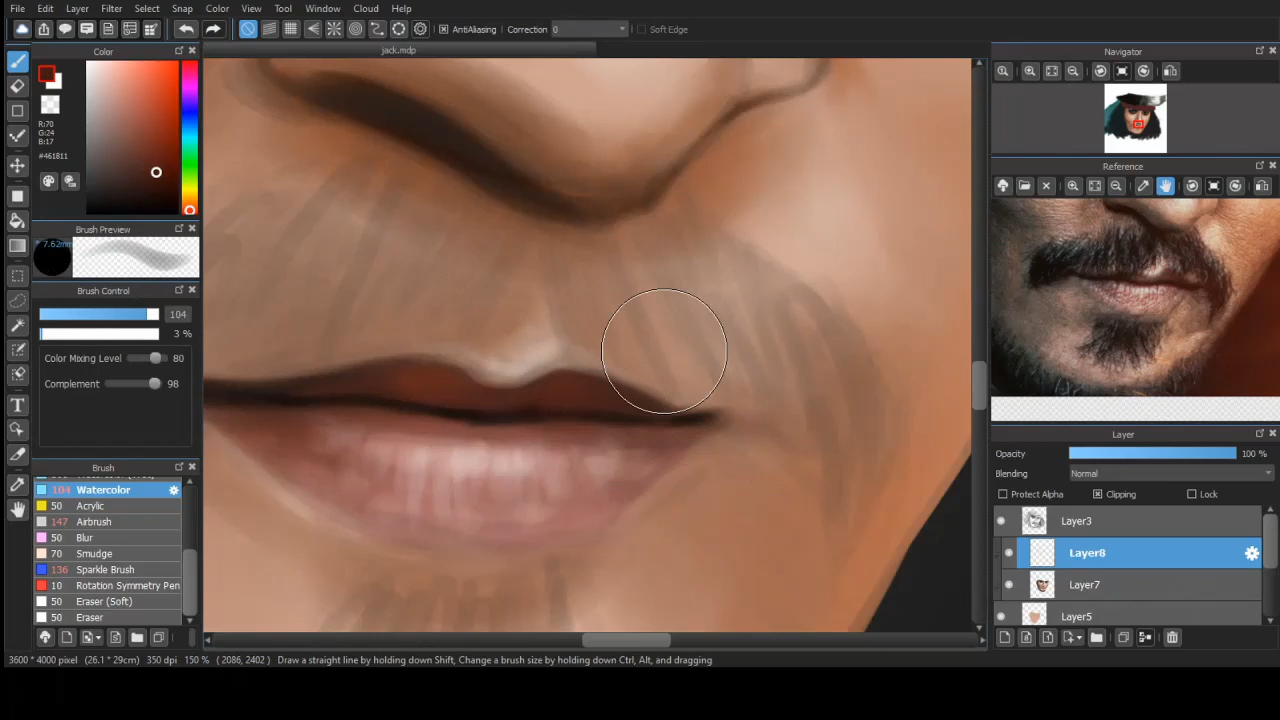 File Edit Layer Filter Select Snap Color View Tool Window Cloud Help
AntiAliasing Correction 0 Soft Edge
Color
jack.mdp
Navigator
R:70
G:24
B:17
#461811
Reference
Brush Preview
7.62mm
Brush Control
104
3 %
Color Mixing Level 80
Complement 98
Brush
104 Watercolor
50 Acrylic
147 Airbrush
50 Blur
70 Smudge
136 Sparkle Brush
10 Rotation Symmetry Pen
50 Eraser (Soft)
50 Eraser
Layer
Opacity 100 %
Blending Normal
Protect Alpha Clipping Lock
Layer3
Layer8
Layer7
Layer5
3600 * 4000 pixel (26.1 * 29cm) 350 dpi 150 % ( 2086, 2402 ) Draw a straight line by holding down Shift, Change a brush size by holding down Ctrl, Alt, and dragging